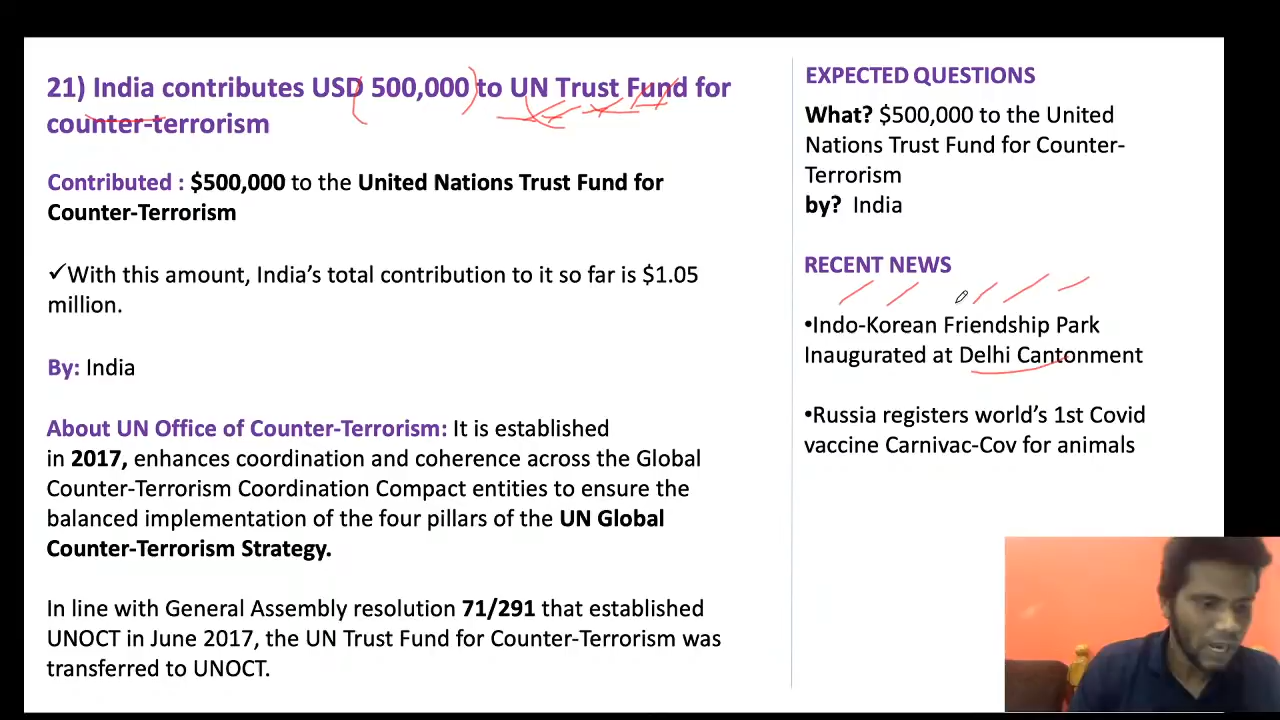 21) India contributes USD 500,000 to UN Trust Fund for
counter-terrorism
Contributed : $500,000 to the United Nations Trust Fund for
Counter-Terrorism
✓With this amount, India’s total contribution to it so far is $1.05
million.
By: India
About UN Office of Counter-Terrorism: It is established
in 2017, enhances coordination and coherence across the Global
Counter-Terrorism Coordination Compact entities to ensure the
balanced implementation of the four pillars of the UN Global
Counter-Terrorism Strategy.
In line with General Assembly resolution 71/291 that established
UNOCT in June 2017, the UN Trust Fund for Counter-Terrorism was
transferred to UNOCT.
EXPECTED QUESTIONS
What? $500,000 to the United
Nations Trust Fund for Counter-
Terrorism
by? India
RECENT NEWS
•Indo-Korean Friendship Park
Inaugurated at Delhi Cantonment
•Russia registers world’s 1st Covid
vaccine Carnivac-Cov for animals